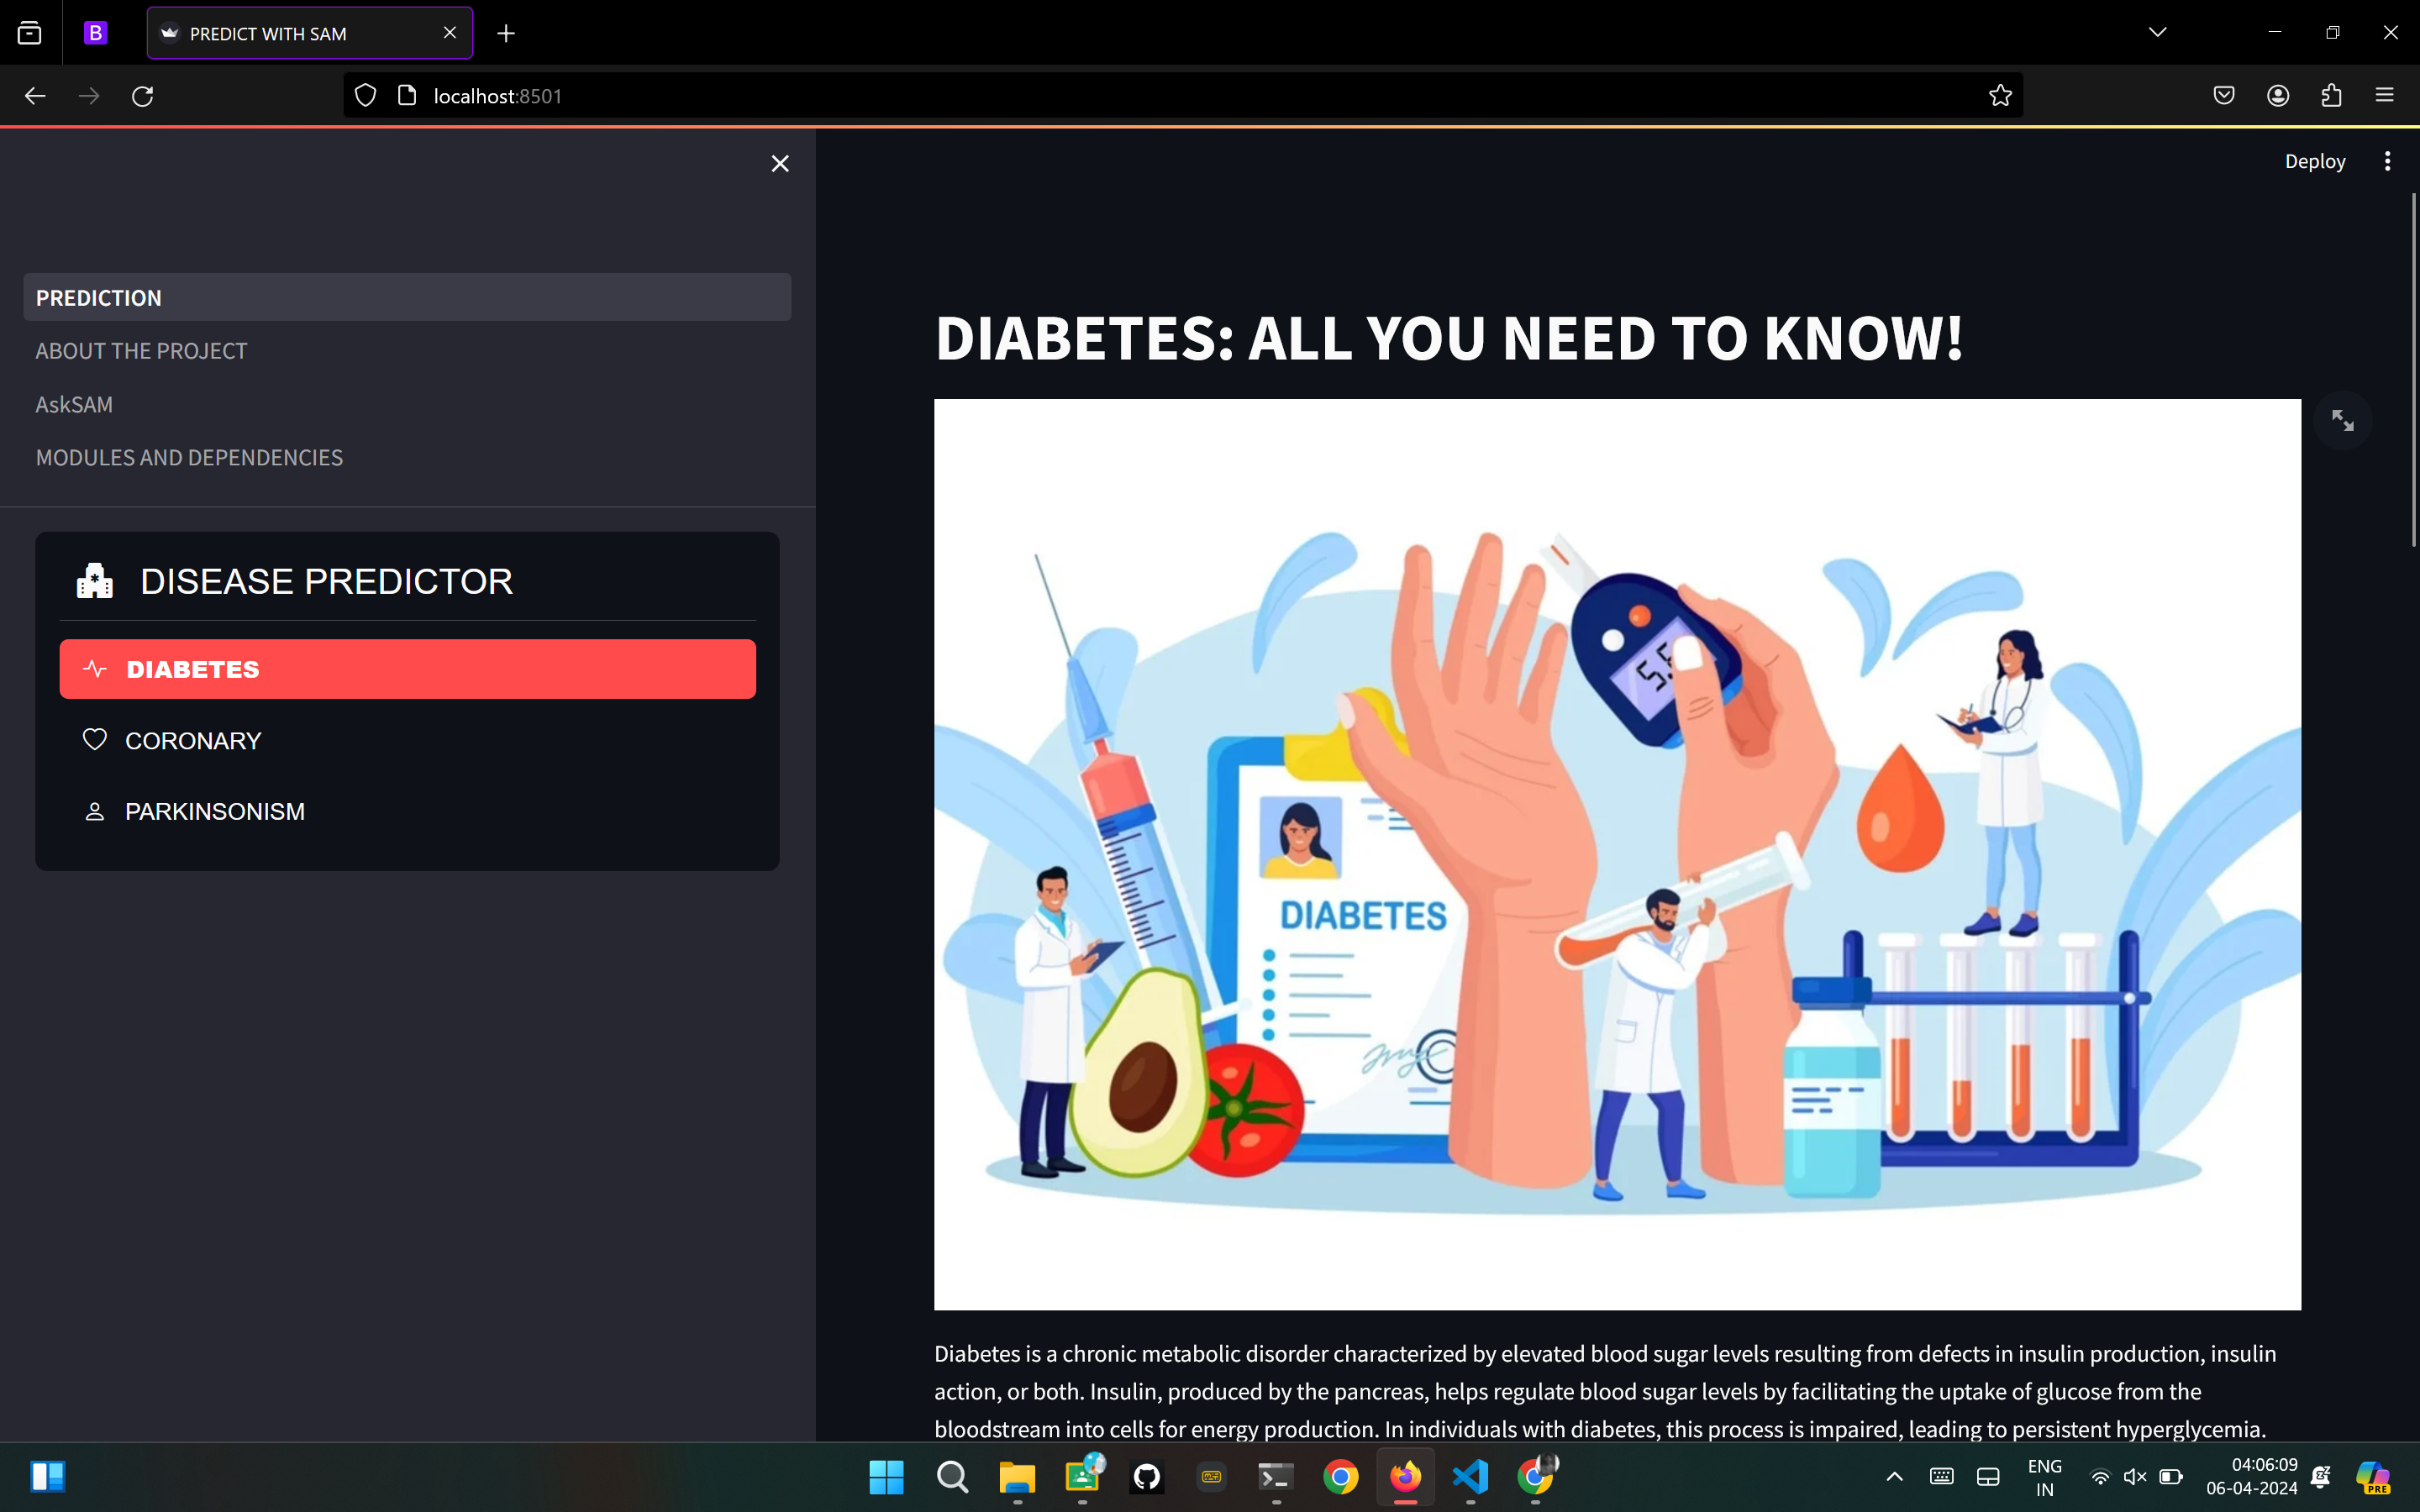 B
PREDICT WITH SAM
localhost:8501
Deploy
PREDICTION
ABOUT THE PROJECT
AskSAM
MODULES AND DEPENDENCIES
DISEASE PREDICTOR
DIABETES
CORONARY
PARKINSONISM
DIABETES: ALL YOU NEED TO KNOW!
5.5
DIABETES
Diabetes is a chronic metabolic disorder characterized by elevated blood sugar levels resulting from defects in insulin production, insulin
action, or both. Insulin, produced by the pancreas, helps regulate blood sugar levels by facilitating the uptake of glucose from the
bloodstream into cells for energy production. In individuals with diabetes, this process is impaired, leading to persistent hyperglycemia.
ENG
IN
04:06:09
06-04-2024
PRE